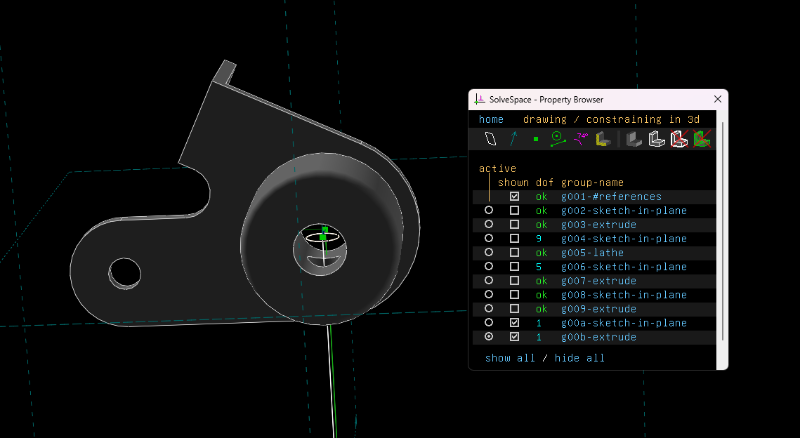 SolveSpace - Property Browser
home drawing / constraining in 3d
active
shown dof group-name
ok g001-#references
ok g002-sketch-in-plane
ok g003-extrude
9 g004-sketch-in-plane
ok g005-lathe
5 g006-sketch-in-plane
ok g007-extrude
ok g008-sketch-in-plane
ok g009-extrude
1 g00a-sketch-in-plane
1 g00b-extrude
show all / hide all